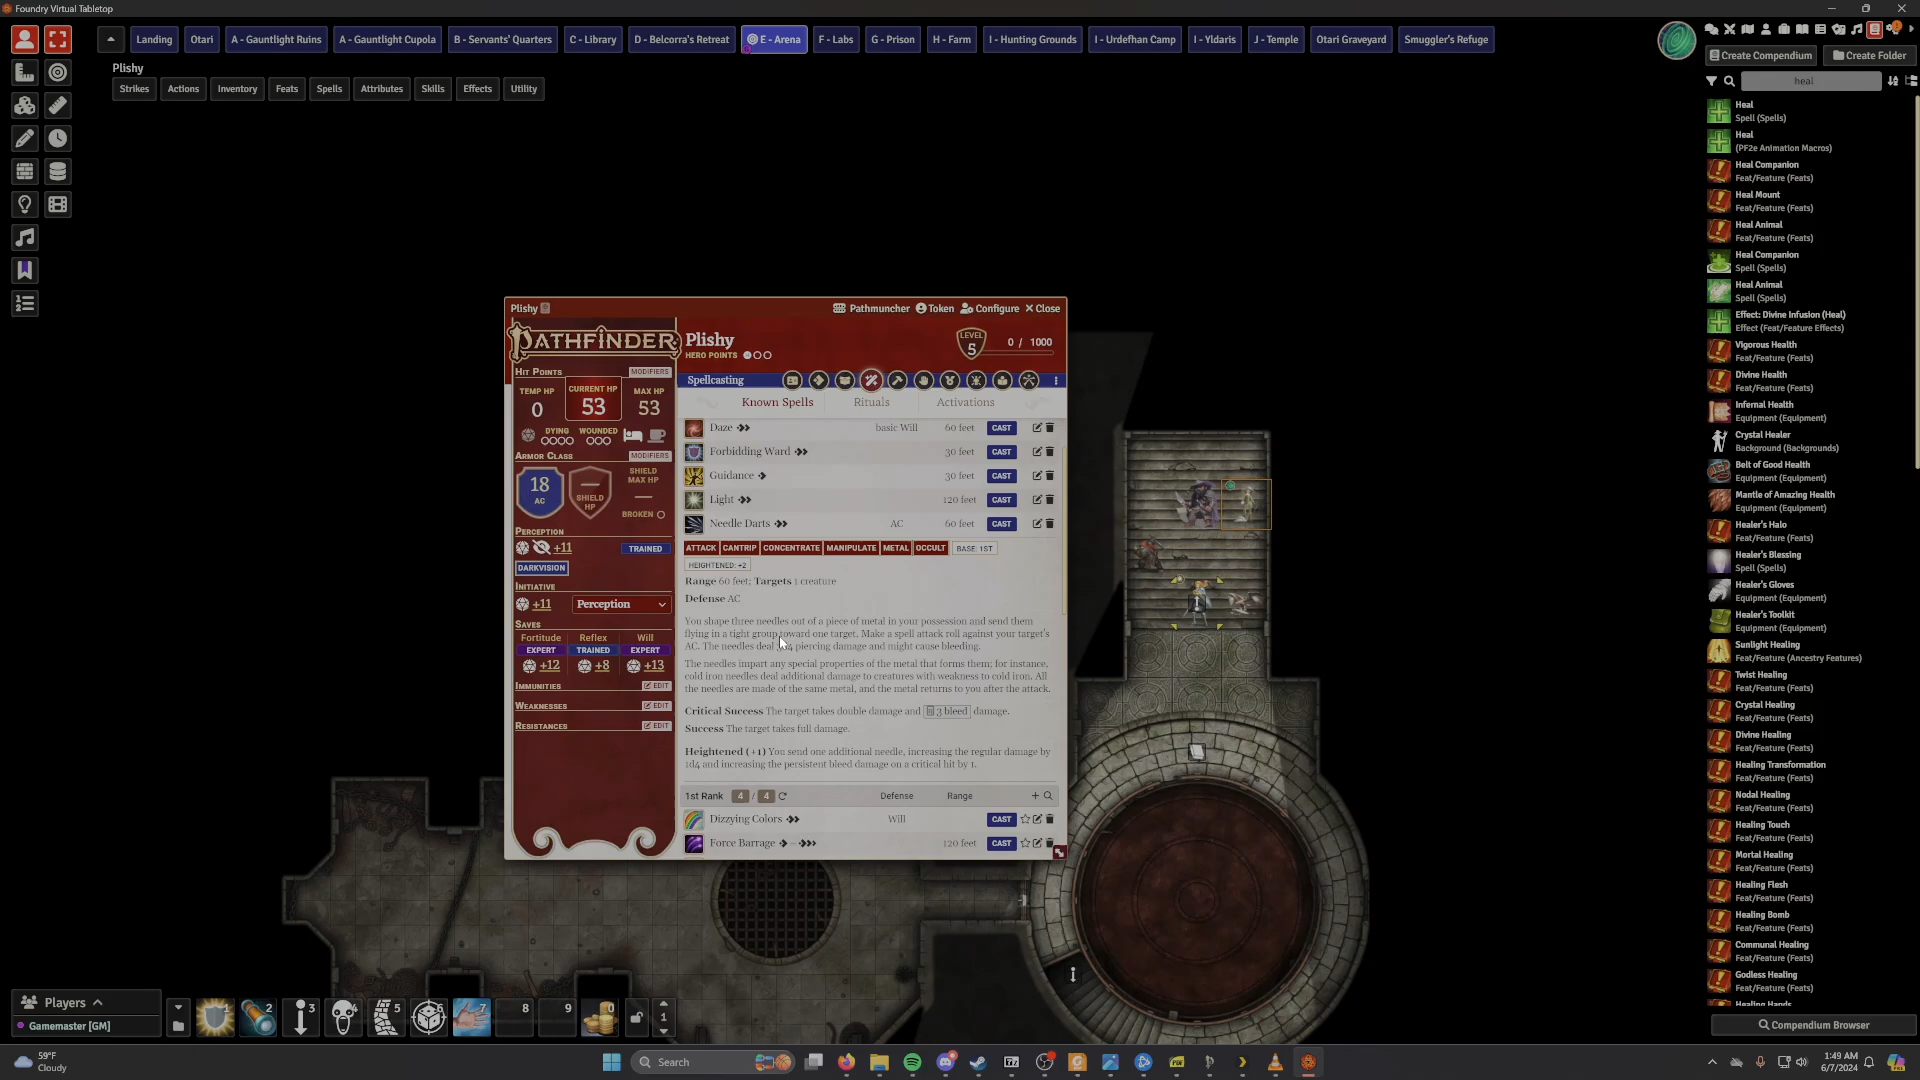 Foundry Virtual Tabletop
Landing
Otari
A - Gauntlight Ruins
A - Gauntlight Cupola
B - Servants' Quarters
C - Library
D - Belcorra's Retreat
E - Arena
F - Labs
G - Prison
H - Farm
I - Hunting Grounds
I - Urdefhan Camp
I - Yldaris
J - Temple
Otari Graveyard
Smuggler's Refuge
Plishy
Strikes
Actions
Inventory
Feats
Spells
Attributes
Skills
Effects
Utility
Create Compendium
Create Folder
heal
Heal
Spell (Spells)
Heal
(PF2e Animation Macros)
Heal Companion
Feat/Feature (Feats)
Heal Mount
Feat/Feature (Feats)
Heal Animal
Feat/Feature (Feats)
Heal Companion
Spell (Spells)
Heal Animal
Spell (Spells)
Effect: Divine Infusion (Heal)
Effect (Feat/Feature Effects)
Vigorous Health
Feat/Feature (Feats)
Divine Health
Feat/Feature (Feats)
Infernal Health
Equipment (Equipment)
Crystal Healer
Background (Backgrounds)
Belt of Good Health
Equipment (Equipment)
Mantle of Amazing Health
Equipment (Equipment)
Healer's Halo
Feat/Feature (Feats)
Healer's Blessing
Spell (Spells)
Healer's Gloves
Equipment (Equipment)
Healer's Toolkit
Equipment (Equipment)
Sunlight Healing
Feat/Feature (Ancestry Features)
Twist Healing
Feat/Feature (Feats)
Crystal Healing
Feat/Feature (Feats)
Divine Healing
Feat/Feature (Feats)
Healing Transformation
Feat/Feature (Feats)
Nodal Healing
Feat/Feature (Feats)
Healing Touch
Feat/Feature (Feats)
Mortal Healing
Feat/Feature (Feats)
Healing Flesh
Feat/Feature (Feats)
Healing Bomb
Feat/Feature (Feats)
Communal Healing
Feat/Feature (Feats)
Godless Healing
Feat/Feature (Feats)
Healing Hands
Compendium Browser
Plishy
Pathmuncher
Token
Configure
Close
PATHFINDER
Plishy
HERO POINTS
LEVEL
5
0 / 1000
HIT POINTS
MODIFIERS
TEMP HP
0
CURRENT HP
53
MAX HP
53
DYING
WOUNDED
ARMOR CLASS
MODIFIERS
18
AC
SHIELD HP
SHIELD
MAX HP
BROKEN
PERCEPTION
+11
TRAINED
DARKVISION
INITIATIVE
+11
Perception
SAVES
Fortitude
Reflex
Will
EXPERT
TRAINED
EXPERT
+12
+8
+13
IMMUNITIES
EDIT
WEAKNESSES
EDIT
RESISTANCES
EDIT
Spellcasting
Known Spells
Rituals
Activations
Daze
basic Will
60 feet
CAST
Forbidding Ward
30 feet
CAST
Guidance
30 feet
CAST
Light
120 feet
CAST
Needle Darts
AC
60 feet
CAST
ATTACK
CANTRIP
CONCENTRATE
MANIPULATE
METAL
OCCULT
BASE: 1ST
HEIGHTENED: +2
Range 60 feet; Targets 1 creature
Defense AC
You shape three needles out of a piece of metal in your possession and send them
flying in a tight group toward one target. Make a spell attack roll against your target's
AC. The needles deal piercing damage and might cause bleeding.
The needles impart any special properties of the metal that forms them; for instance,
cold iron needles deal additional damage to creatures with weakness to cold iron. All
the needles are made of the same metal, and the metal returns to you after the attack.
Critical Success The target takes double damage and 3 bleed damage.
Success The target takes full damage.
Heightened (+1) You send one additional needle, increasing the regular damage by
1d4 and increasing the persistent bleed damage on a critical hit by 1.
1st Rank
4 / 4
Defense
Range
Dizzying Colors
Will
CAST
Force Barrage
120 feet
CAST
Players
Gamemaster [GM]
1
2
3
4
5
6
7
8
9
0
1
59°F
Cloudy
Search
1:49 AM
6/7/2024